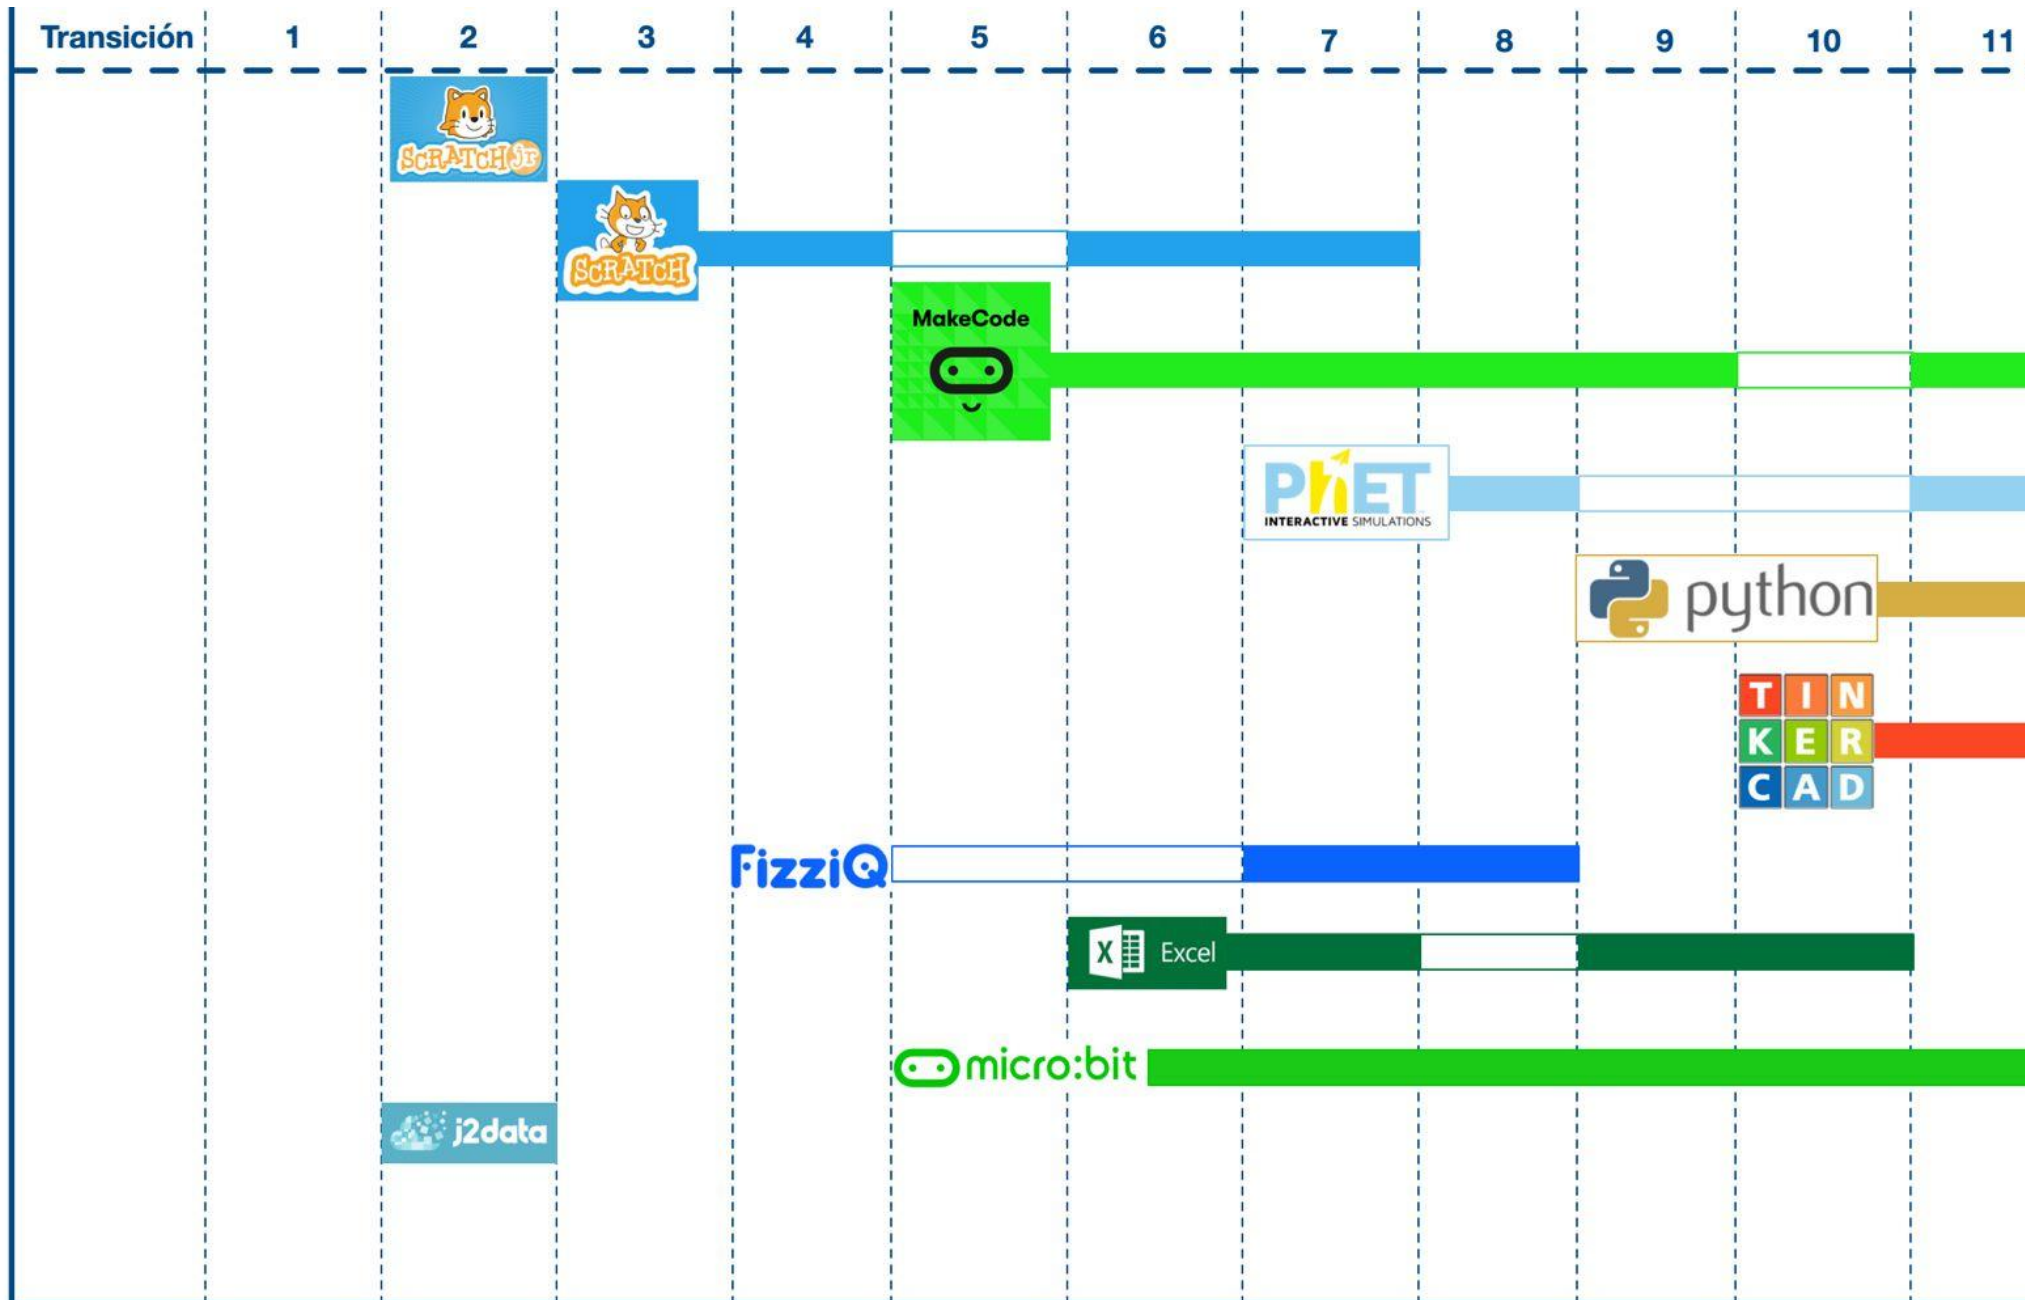 Transición 1 2 3 4 5 6 7 8 9 10 11
SCRATCH jr
SCRATCH
MakeCode
PhET
INTERACTIVE SIMULATIONS
python
TIN
KER
CAD
FizziQ
X Excel
micro:bit
j2data